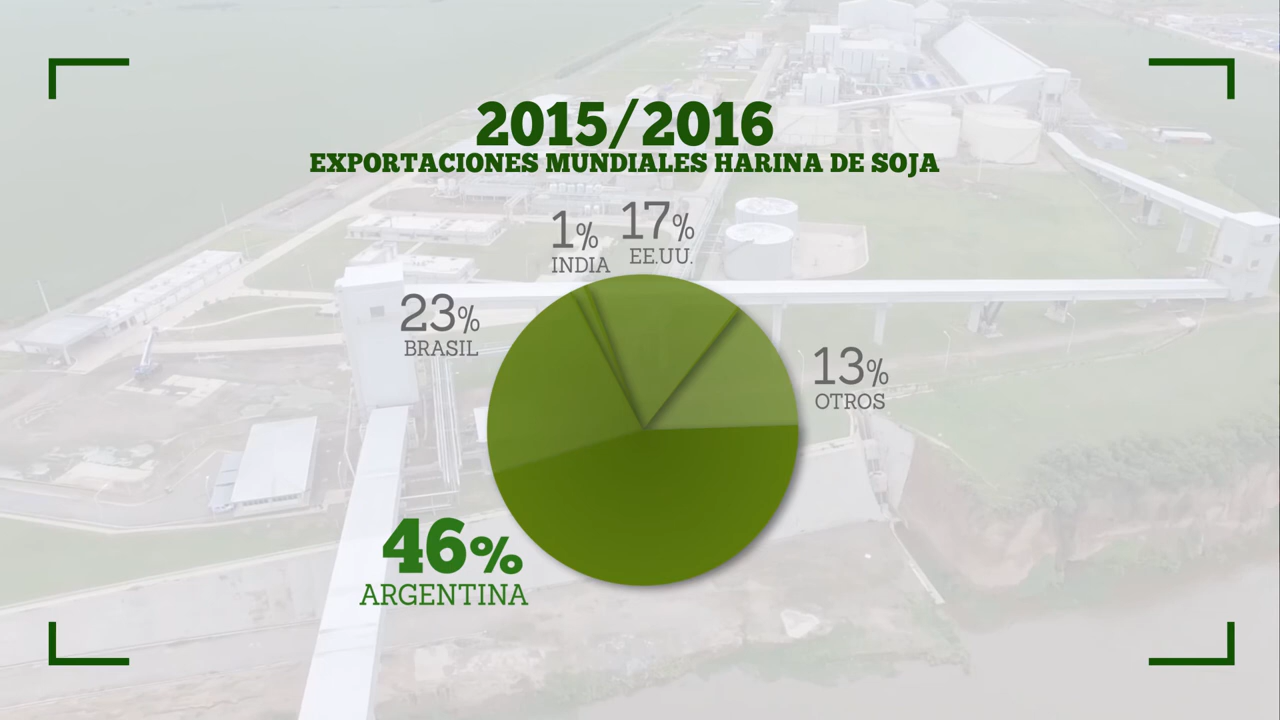 2015/2016
EXPORTACIONES MUNDIALES HARINA DE SOJA
1%
INDIA
17%
EE.UU.
23%
BRASIL
13%
OTROS
46%
ARGENTINA